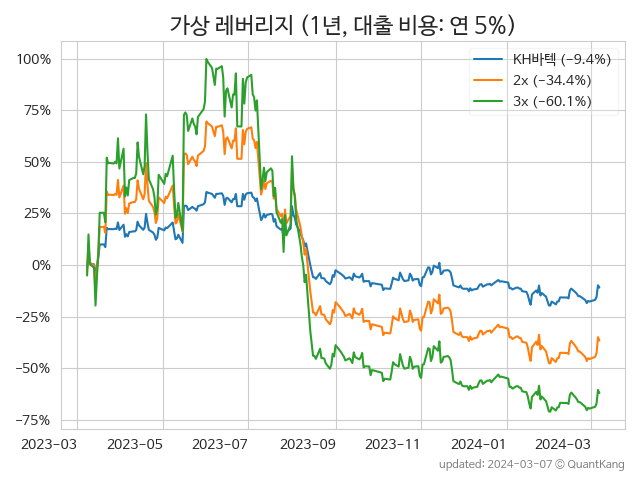 가상 레버리지 (1년, 대출 비용: 연 5%)
KH바텍 (−9.4%)
2x (−34.4%)
3x (−60.1%)
100%
75%
50%
25%
0%
−25%
−50%
−75%
2023-03 2023-05 2023-07 2023-09 2023-11 2024-01 2024-03
updated: 2024-03-07 ⓒ QuantKang